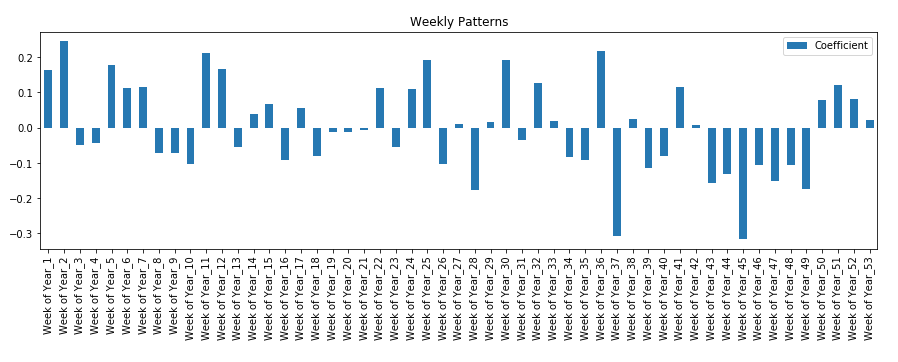 Weekly Patterns
Coefficient
0.2
0.1
0.0
−0.1
−0.2
−0.3
Week of Year_1
Week of Year_2
Week of Year_3
Week of Year_4
Week of Year_5
Week of Year_6
Week of Year_7
Week of Year_8
Week of Year_9
Week of Year_10
Week of Year_11
Week of Year_12
Week of Year_13
Week of Year_14
Week of Year_15
Week of Year_16
Week of Year_17
Week of Year_18
Week of Year_19
Week of Year_20
Week of Year_21
Week of Year_22
Week of Year_23
Week of Year_24
Week of Year_25
Week of Year_26
Week of Year_27
Week of Year_28
Week of Year_29
Week of Year_30
Week of Year_31
Week of Year_32
Week of Year_33
Week of Year_34
Week of Year_35
Week of Year_36
Week of Year_37
Week of Year_38
Week of Year_39
Week of Year_40
Week of Year_41
Week of Year_42
Week of Year_43
Week of Year_44
Week of Year_45
Week of Year_46
Week of Year_47
Week of Year_48
Week of Year_49
Week of Year_50
Week of Year_51
Week of Year_52
Week of Year_53